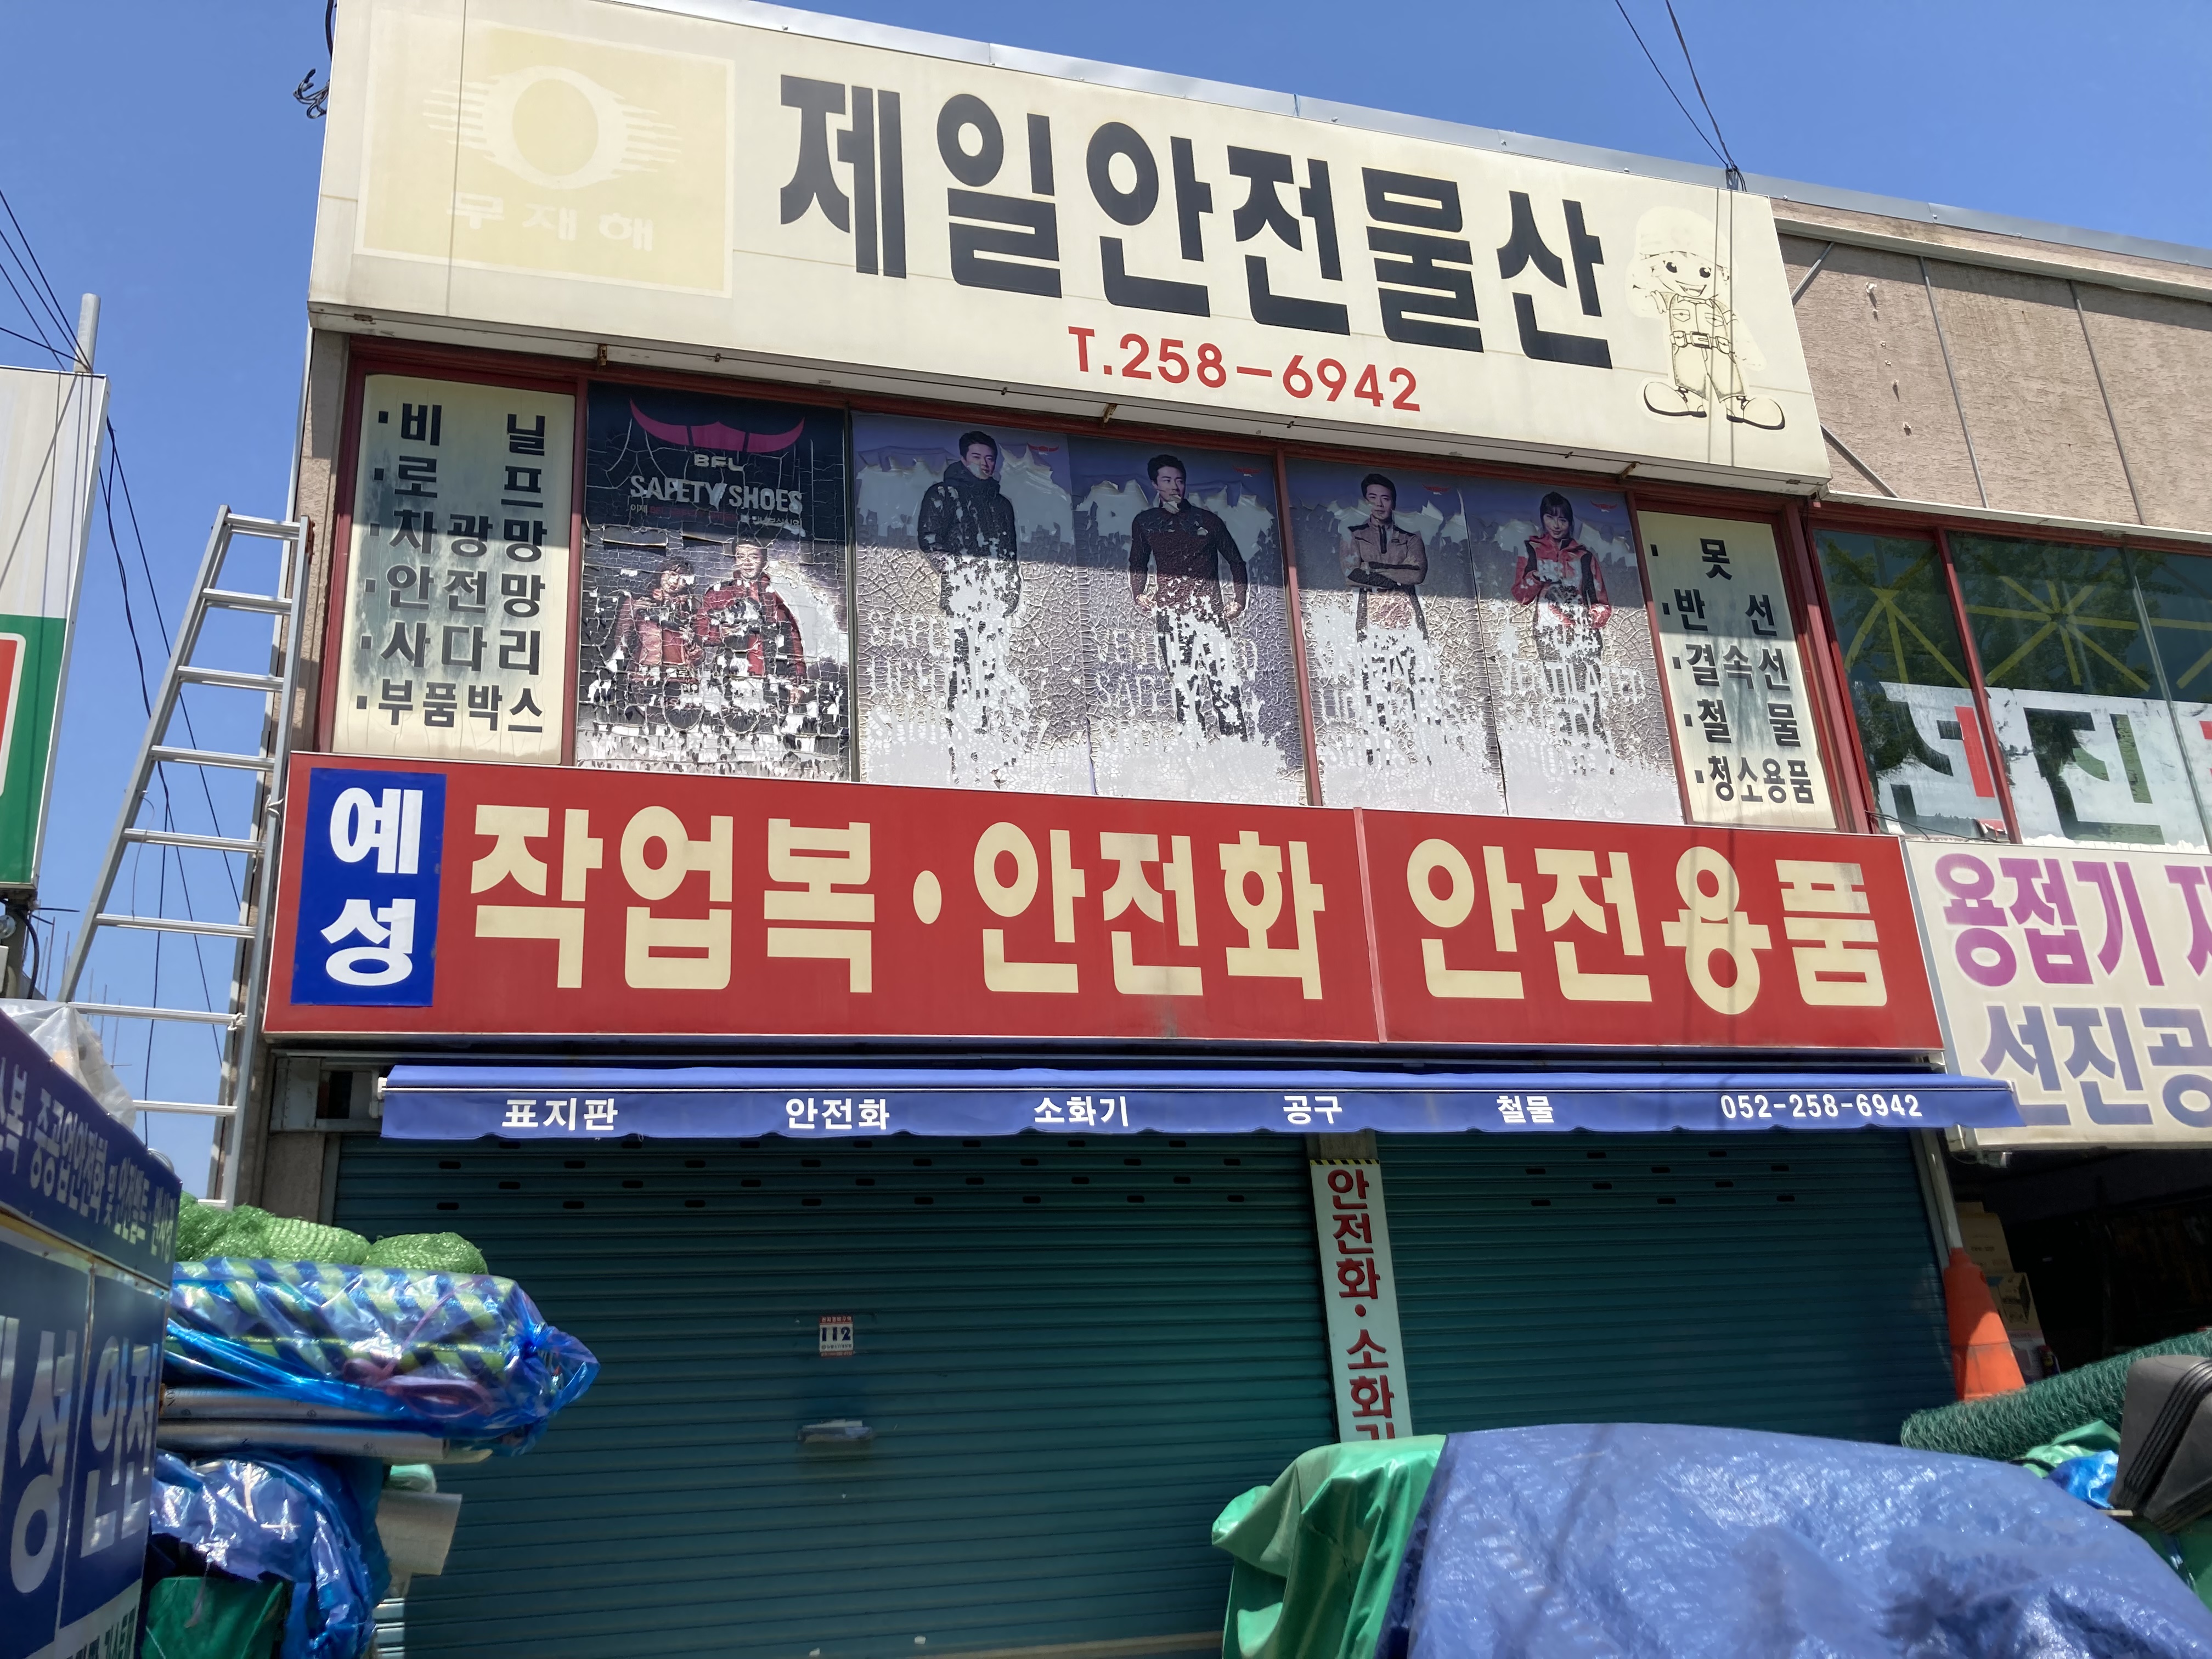 무재해
제일안전물산
T.258-6942
·비 닐
·로 프
·차광망
·안전망
·사다리
·부품박스
BFL
SAFETY SHOES
· 못
·반 선
·결속선
·철 물
·청소용품
예성
작업복·안전화 안전용품
용접기
선진공
표지판 안전화 소화기 공구 철물 052-258-6942
안전화·소화기
112